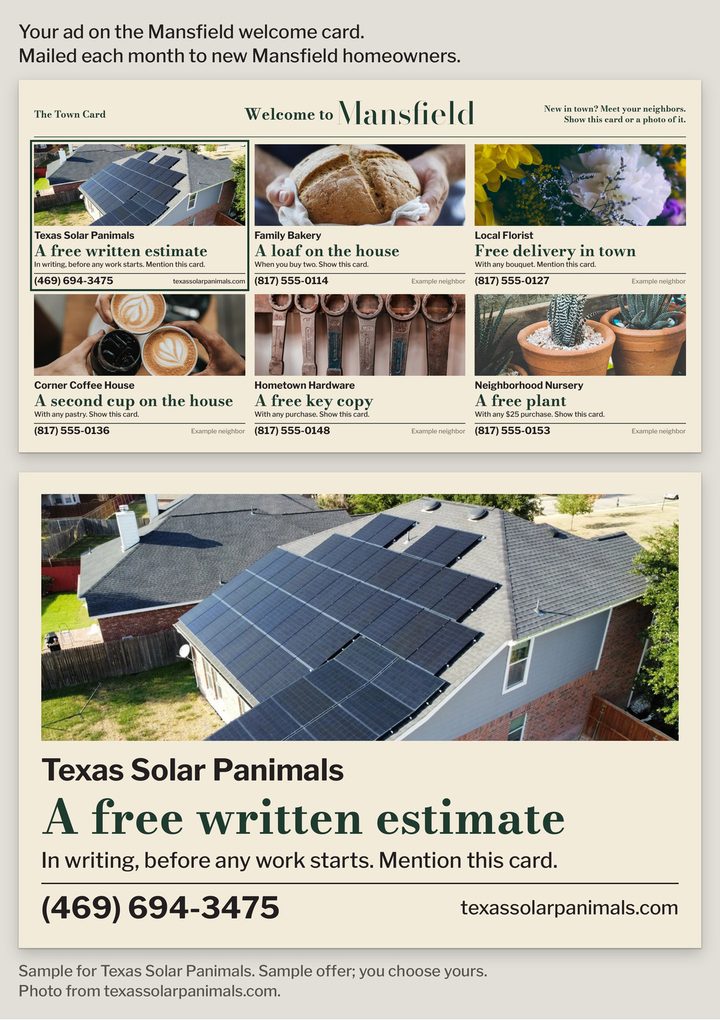 Your ad on the Mansfield welcome card.
Mailed each month to new Mansfield homeowners.
The Town Card
Welcome to Mansfield
New in town? Meet your neighbors.
Show this card or a photo of it.
Texas Solar Panimals
A free written estimate
In writing, before any work starts. Mention this card.
(469) 694-3475
texassolarpanimals.com
Family Bakery
A loaf on the house
When you buy two. Show this card.
(817) 555-0114
Example neighbor
Local Florist
Free delivery in town
With any bouquet. Mention this card.
(817) 555-0127
Example neighbor
Corner Coffee House
A second cup on the house
With any pastry. Show this card.
(817) 555-0136
Example neighbor
Hometown Hardware
A free key copy
With any purchase. Show this card.
(817) 555-0148
Example neighbor
Neighborhood Nursery
A free plant
With any $25 purchase. Show this card.
(817) 555-0153
Example neighbor
Texas Solar Panimals
A free written estimate
In writing, before any work starts. Mention this card.
(469) 694-3475
texassolarpanimals.com
Sample for Texas Solar Panimals. Sample offer; you choose yours.
Photo from texassolarpanimals.com.